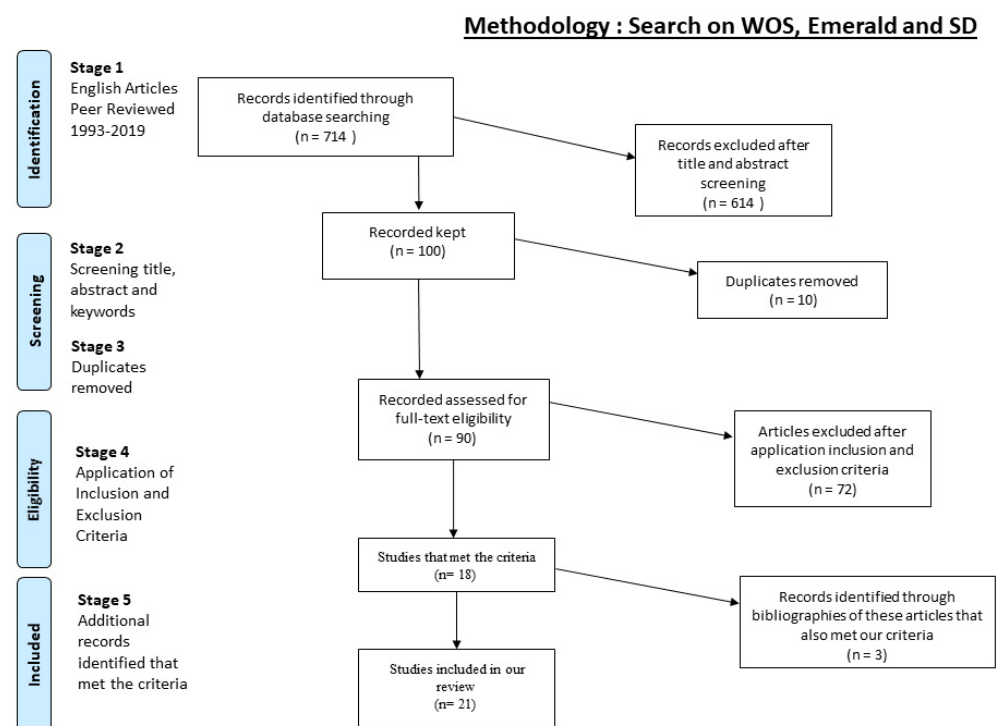 Methodology : Search on WOS, Emerald and SD
Identification
Stage 1
English Articles
Peer Reviewed
1993-2019
Records identified through
database searching
(n = 714 )
Records excluded after
title and abstract
screening
(n = 614 )
Screening
Stage 2
Screening title,
abstract and
keywords
Recorded kept
(n = 100)
Duplicates removed
(n = 10)
Stage 3
Duplicates
removed
Recorded assessed for
full-text eligibility
(n = 90)
Eligibility
Stage 4
Application of
Inclusion and
Exclusion
Criteria
Articles excluded after
application inclusion and
exclusion criteria
(n = 72)
Studies that met the criteria
(n= 18)
Included
Stage 5
Additional
records
identified that
met the criteria
Records identified through
bibliographies of these articles that
also met our criteria
(n = 3)
Studies included in our
review
(n= 21)